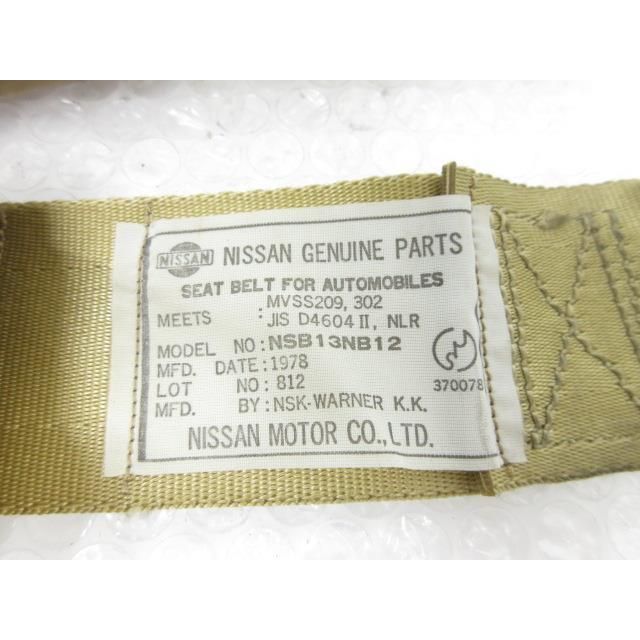 NISSAN
NISSAN GENUINE PARTS
SEAT BELT FOR AUTOMOBILES
MVSS209, 302
MEETS : JIS D4604 II, NLR
MODEL NO: NSB13NB12
MFD. DATE: 1978
LOT NO: 812
370078
MFD. BY: NSK-WARNER K.K.
NISSAN MOTOR CO., LTD.